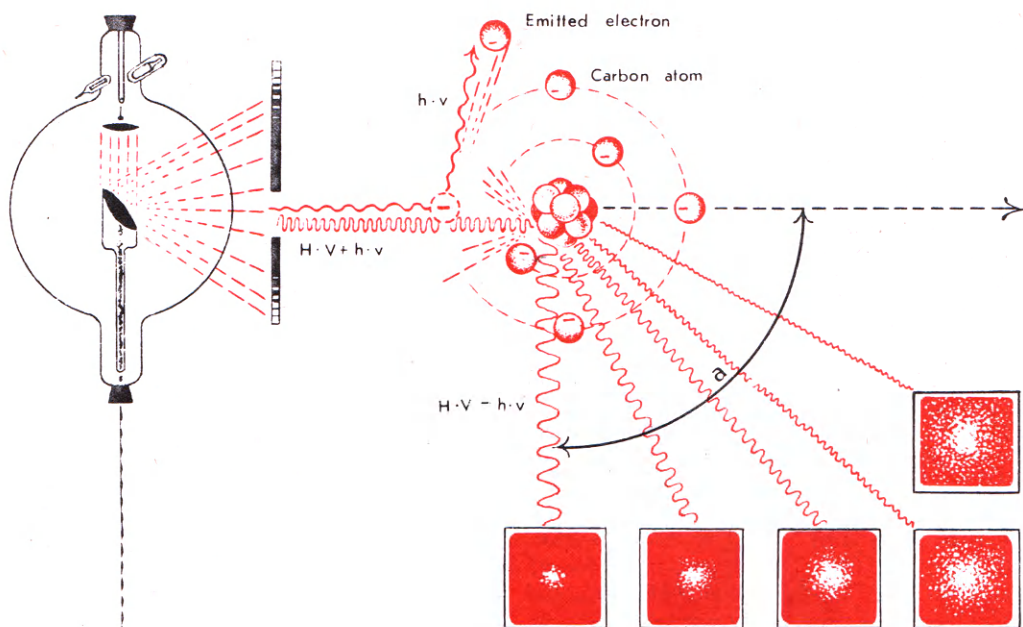 Emitted electron
Carbon atom
h·v
H·V+h·v
H·V – h·v
a